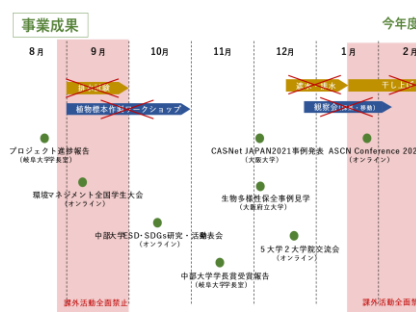 事業成果
今年度
8月
9月
10月
11月
12月
1月
2月
植物標本作
ワークショップ
観察会
干し上
プロジェクト進捗報告
(岐阜大学学長室)
CASNet JAPAN2021事例発表
(大阪大学)
ASCN Conference 202
(オンライン)
環境マネジメント全国学生大会
(オンライン)
生物多様性保全事例見学
(大阪府立大学)
中部大学ESD・SDGs研究・活動表会
(オンライン)
5大学2大学院交流会
(オンライン)
中部大学学長賞受賞報告
(岐阜大学学長室)
課外活動全面禁止
課外活動全面禁